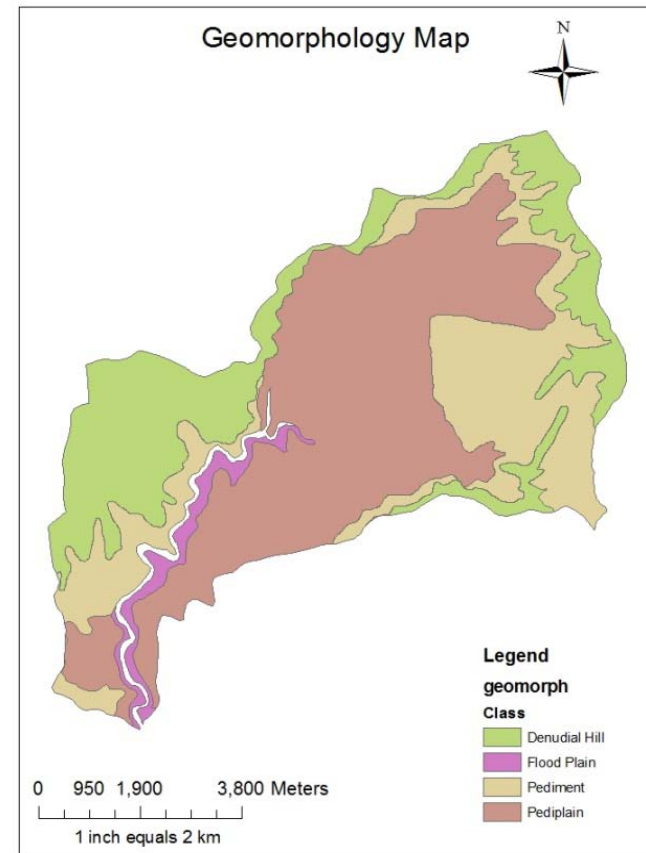 Geomorphology Map
N
Legend
geomorph
Class
Denudial Hill
Flood Plain
Pediment
Pediplain
0 950 1,900 3,800 Meters
1 inch equals 2 km